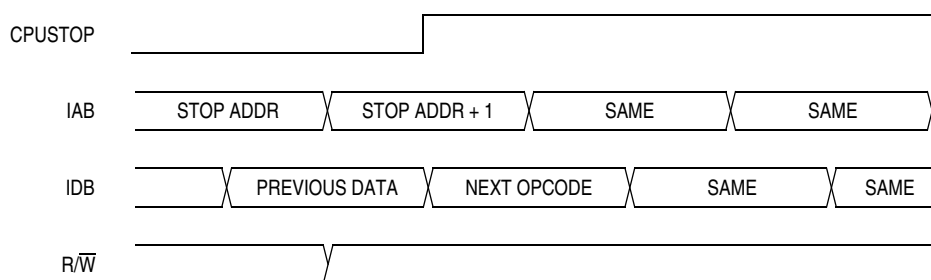 CPUSTOP
IAB STOP ADDR STOP ADDR + 1 SAME SAME
IDB PREVIOUS DATA NEXT OPCODE SAME SAME
R/W̅